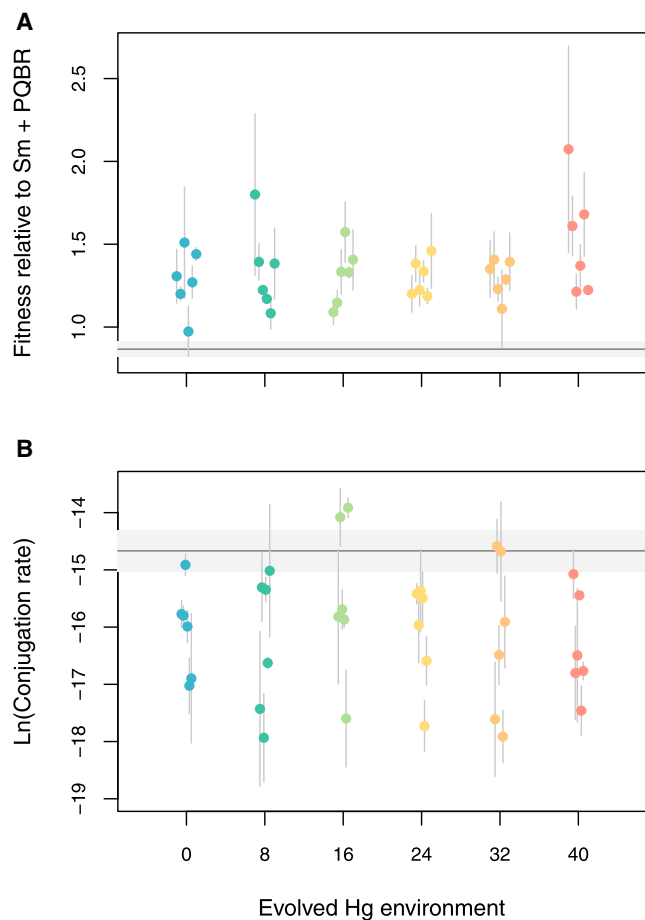 A
Fitness relative to Sm + PQBR
2.5
2.0
1.5
1.0
B
Ln(Conjugation rate)
−14
−15
−16
−17
−18
−19
0 8 16 24 32 40
Evolved Hg environment